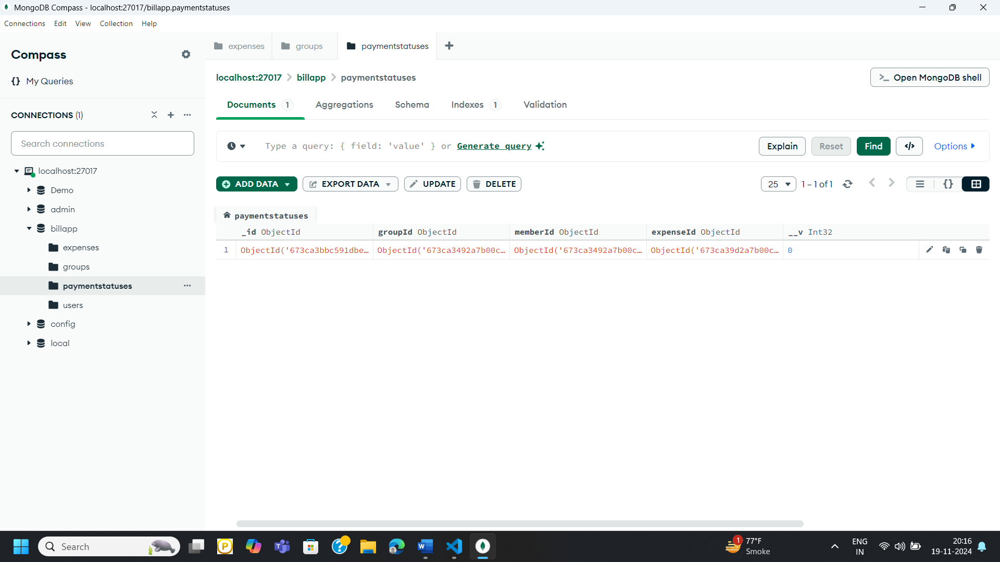 MongoDB Compass - localhost:27017/billapp.paymentstatuses
Connections Edit View Collection Help
Compass
{} My Queries
CONNECTIONS (1)
Search connections
localhost:27017
Demo
admin
billapp
expenses
groups
paymentstatuses
users
config
local
expenses groups paymentstatuses
localhost:27017 > billapp > paymentstatuses
>_ Open MongoDB shell
Documents 1 Aggregations Schema Indexes 1 Validation
Type a query: { field: 'value' } or Generate query
Explain Reset Find </> Options
ADD DATA EXPORT DATA UPDATE DELETE
25 1 – 1 of 1 {}
paymentstatuses
_id ObjectId groupId ObjectId memberId ObjectId expenseId ObjectId __v Int32
1 ObjectId('673ca3bbc591dbe… ObjectId('673ca3492a7b00c… ObjectId('673ca3492a7b00c… ObjectId('673ca39d2a7b00c… 0
Search
P
W
1
77°F
Smoke
ENG
IN
20:16
19-11-2024